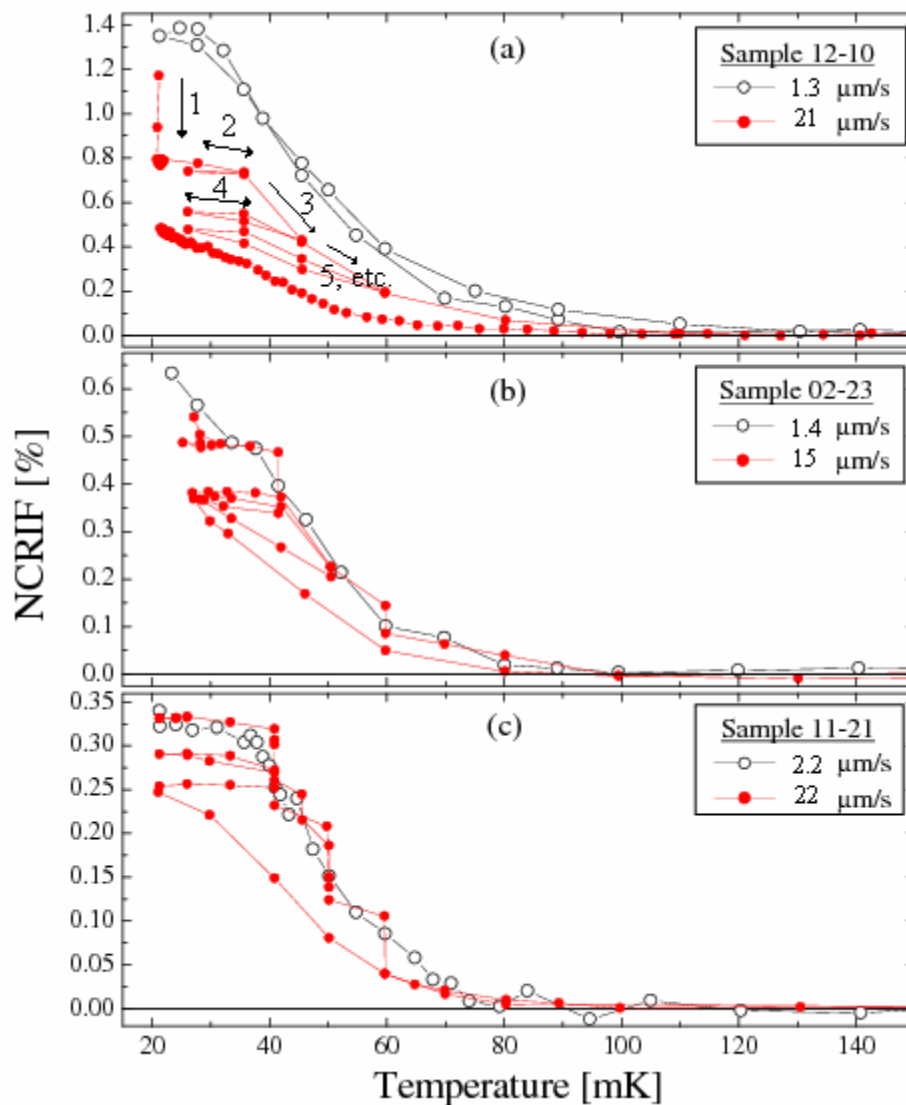 NCRIF [%]
1.4
1.2
1.0
0.8
0.6
0.4
0.2
0.0
(a)
Sample 12-10
1.3 µm/s
21 µm/s
1
2
3
4
5, etc.
0.6
0.5
0.4
0.3
0.2
0.1
0.0
(b)
Sample 02-23
1.4 µm/s
15 µm/s
0.35
0.30
0.25
0.20
0.15
0.10
0.05
0.00
(c)
Sample 11-21
2.2 µm/s
22 µm/s
20 40 60 80 100 120 140
Temperature [mK]